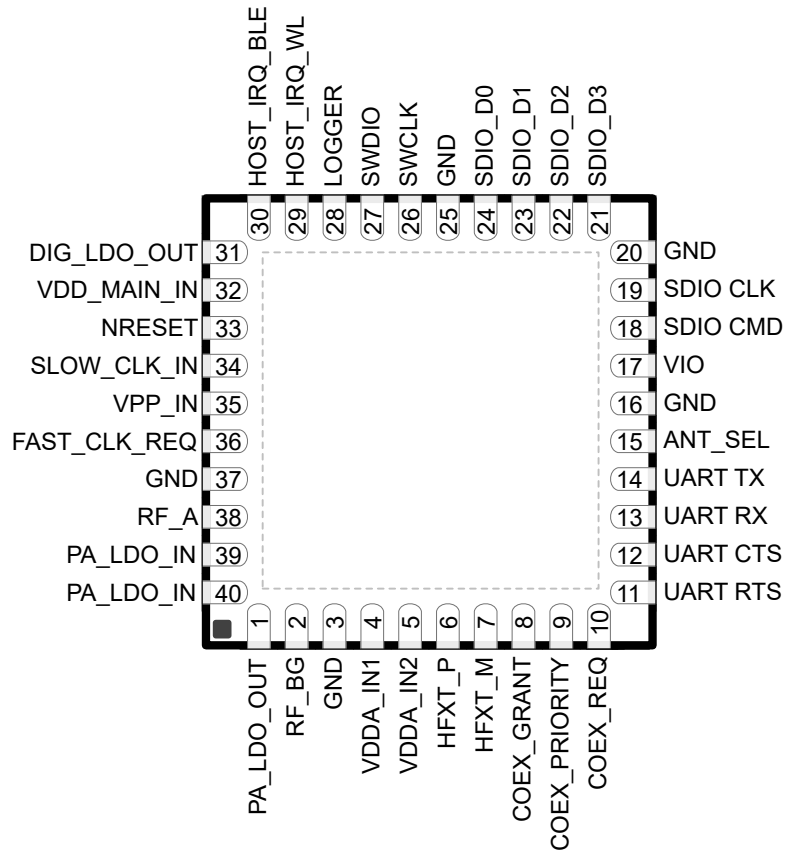 HOST_IRQ_BLE
HOST_IRQ_WL
LOGGER
SWDIO
SWCLK
GND
SDIO_D0
SDIO_D1
SDIO_D2
SDIO_D3
30
29
28
27
26
25
24
23
22
21
DIG_LDO_OUT 31
VDD_MAIN_IN 32
NRESET 33
SLOW_CLK_IN 34
VPP_IN 35
FAST_CLK_REQ 36
GND 37
RF_A 38
PA_LDO_IN 39
PA_LDO_IN 40
20 GND
19 SDIO CLK
18 SDIO CMD
17 VIO
16 GND
15 ANT_SEL
14 UART TX
13 UART RX
12 UART CTS
11 UART RTS
1
2
3
4
5
6
7
8
9
10
PA_LDO_OUT
RF_BG
GND
VDDA_IN1
VDDA_IN2
HFXT_P
HFXT_M
COEX_GRANT
COEX_PRIORITY
COEX_REQ